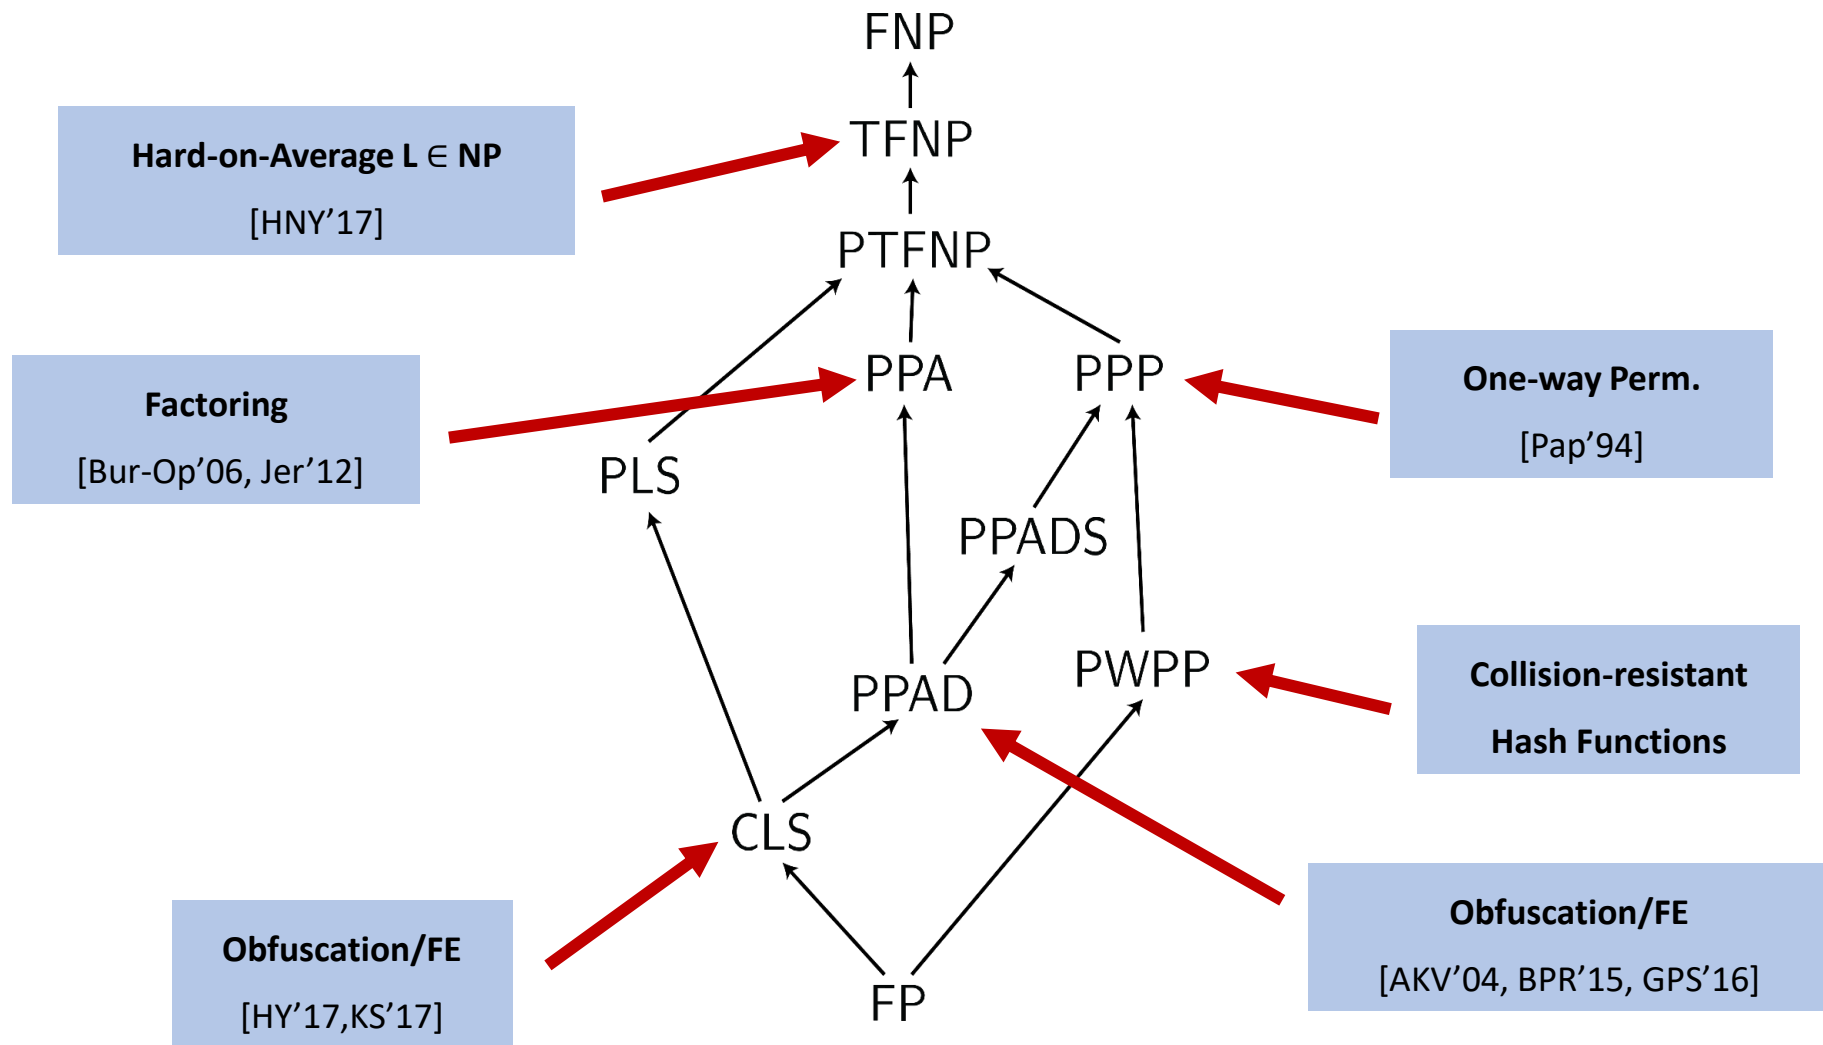 FNP
TFNP
Hard-on-Average L ∈ NP
[HNY’17]
PTFNP
PPA
PPP
Factoring
[Bur-Op’06, Jer’12]
One-way Perm.
[Pap’94]
PLS
PPADS
PWPP
PPAD
Collision-resistant
Hash Functions
CLS
Obfuscation/FE
[HY’17,KS’17]
Obfuscation/FE
[AKV’04, BPR’15, GPS’16]
FP